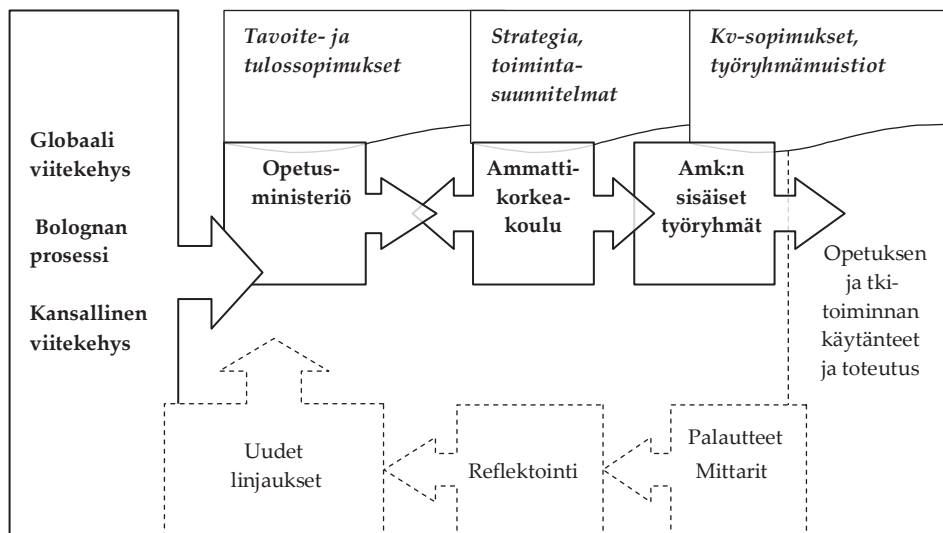 Tavoite- ja
tulossopimukset
Strategia,
toiminta-
suunnitelmat
Kv-sopimukset,
työryhmämuistiot
Globaali
viitekehys
Bolognan
prosessi
Kansallinen
viitekehys
Opetus-
ministeriö
Ammatti-
korkea-
koulu
Amk:n
sisäiset
työryhmät
Opetuksen
ja tki-
toiminnan
käytänteet
ja toteutus
Uudet
linjaukset
Reflektointi
Palautteet
Mittarit